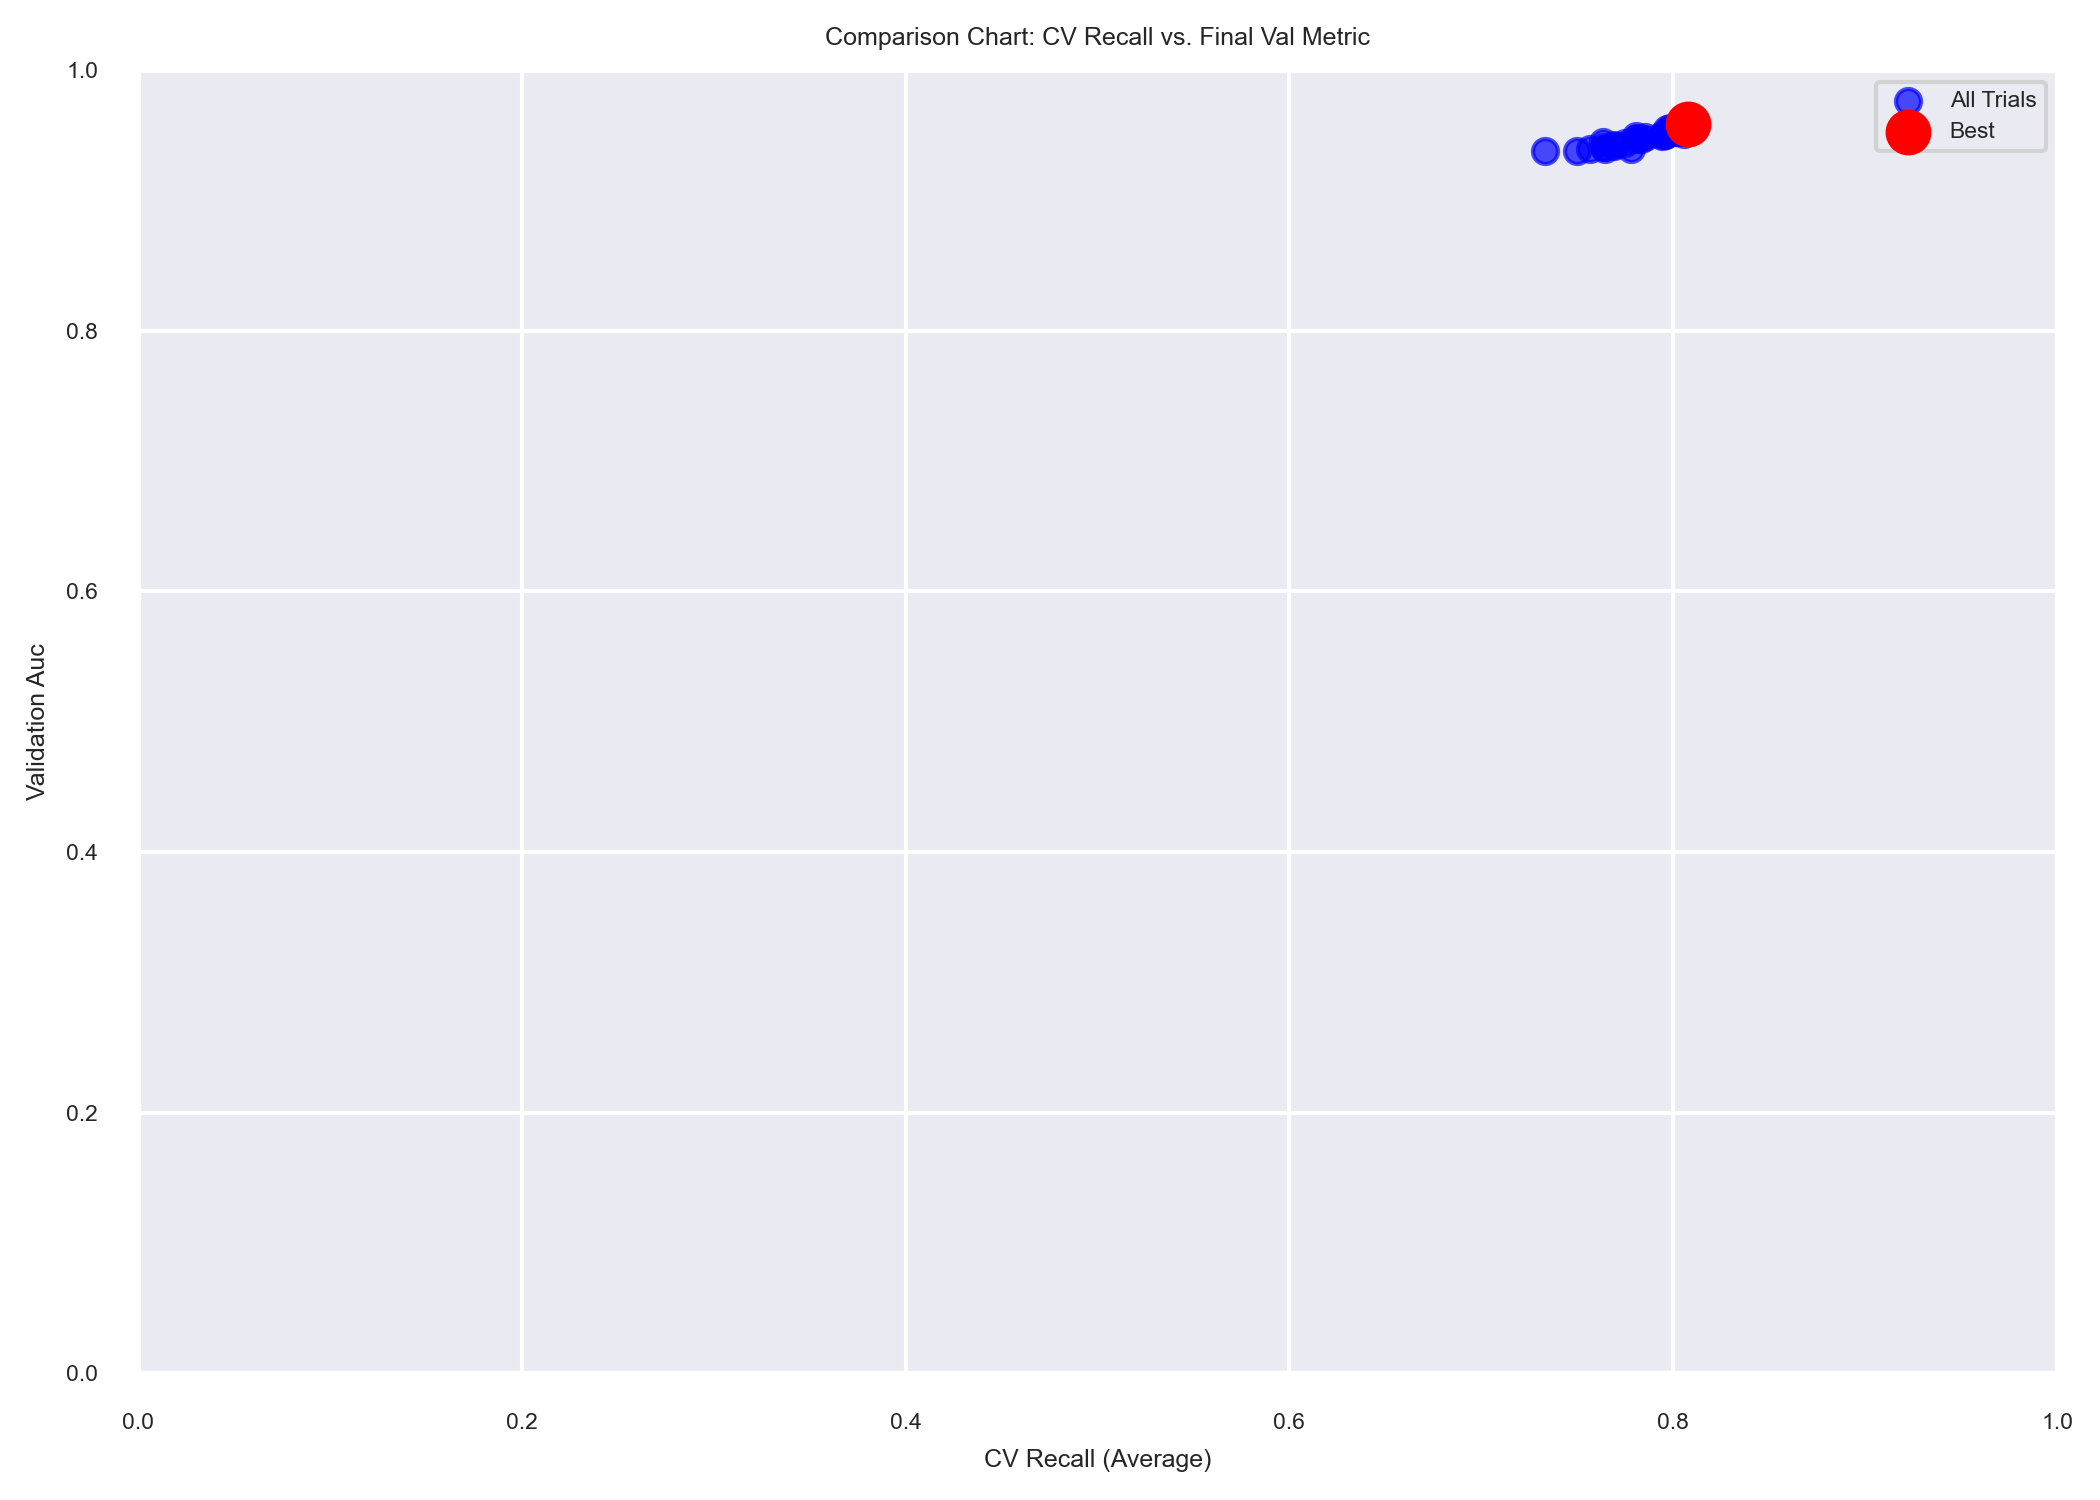 Comparison Chart: CV Recall vs. Final Val Metric
1.0
0.8
0.6
0.4
0.2
0.0
Validation Auc
All Trials
Best
0.0 0.2 0.4 0.6 0.8 1.0
CV Recall (Average)